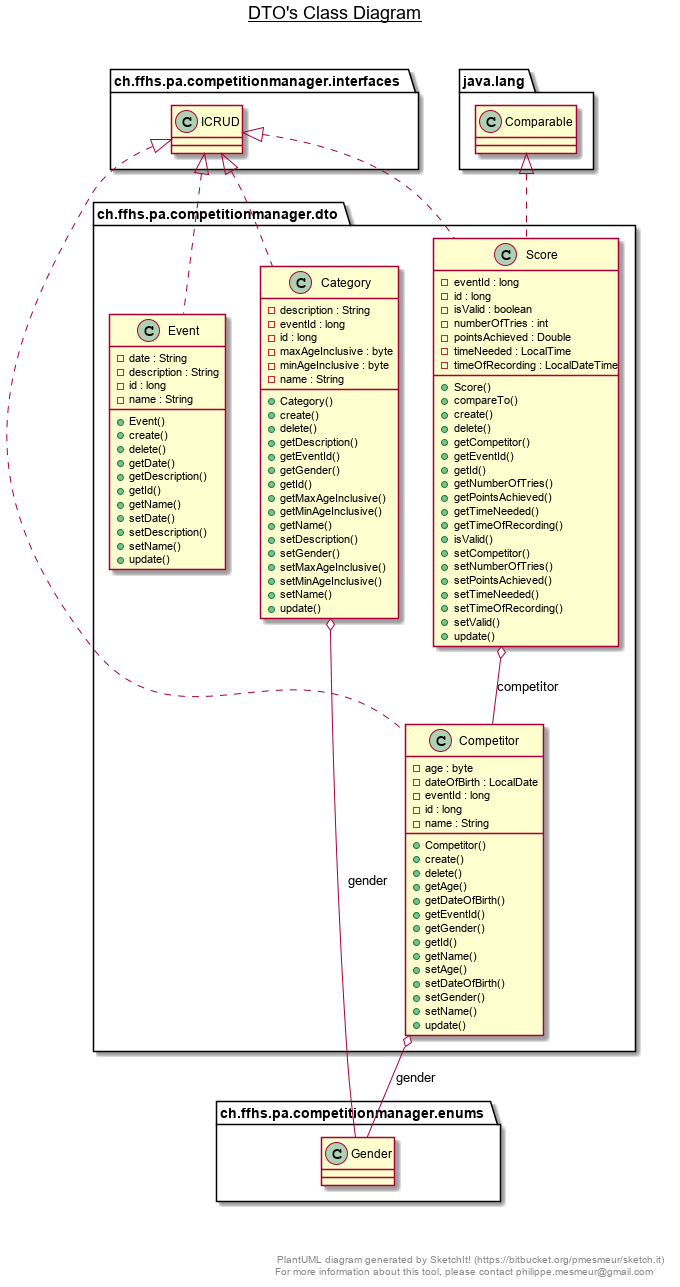 DTO's Class Diagram
ch.ffhs.pa.competitionmanager.interfaces
java.lang
C ICRUD
C Comparable
ch.ffhs.pa.competitionmanager.dto
C Event
date : String
description : String
id : long
name : String
Event()
create()
delete()
getDate()
getDescription()
getId()
getName()
setDate()
setDescription()
setName()
update()
C Category
description : String
eventId : long
id : long
maxAgeInclusive : byte
minAgeInclusive : byte
name : String
Category()
create()
delete()
getDescription()
getEventId()
getGender()
getId()
getMaxAgeInclusive()
getMinAgeInclusive()
getName()
setDescription()
setGender()
setMaxAgeInclusive()
setMinAgeInclusive()
setName()
update()
C Score
eventId : long
id : long
isValid : boolean
numberOfTries : int
pointsAchieved : Double
timeNeeded : LocalTime
timeOfRecording : LocalDateTime
Score()
compareTo()
create()
delete()
getCompetitor()
getEventId()
getId()
getNumberOfTries()
getPointsAchieved()
getTimeNeeded()
getTimeOfRecording()
isValid()
setCompetitor()
setNumberOfTries()
setPointsAchieved()
setTimeNeeded()
setTimeOfRecording()
setValid()
update()
competitor
C Competitor
age : byte
dateOfBirth : LocalDate
eventId : long
id : long
name : String
Competitor()
create()
delete()
getAge()
getDateOfBirth()
getEventId()
getGender()
getId()
getName()
setAge()
setDateOfBirth()
setGender()
setName()
update()
gender
gender
ch.ffhs.pa.competitionmanager.enums
C Gender
PlantUML diagram generated by SketchIt! (https://bitbucket.org/pmesmeur/sketch.it)
For more information about this tool, please contact philippe.mesmeur@gmail.com